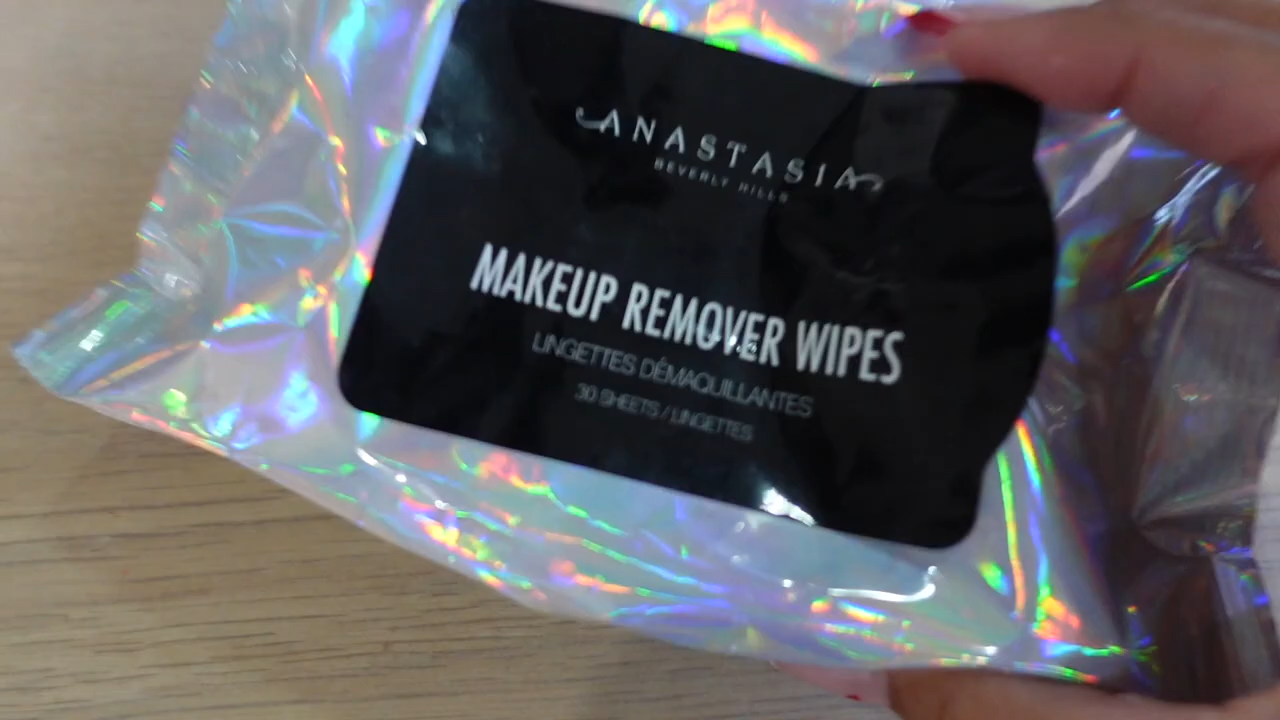 ANASTASIA
BEVERLY HILLS
MAKEUP REMOVER WIPES
LINGETTES DÉMAQUILLANTES
30 SHEETS / LINGETTES